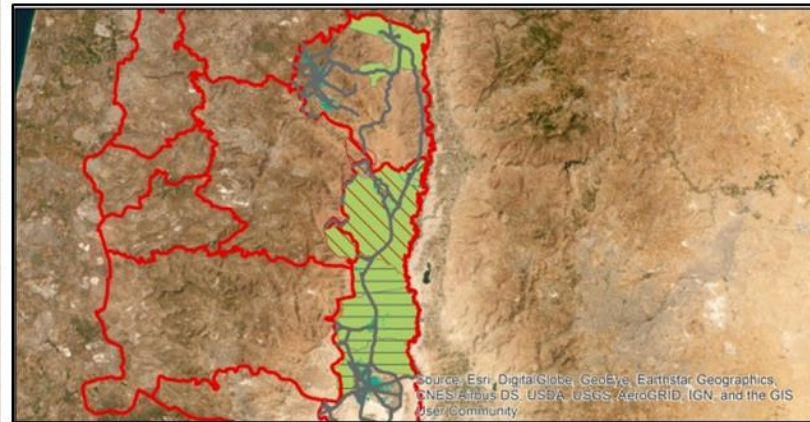 Source: Esri, DigitalGlobe, GeoEye, Earthstar Geographics,
CNES/Airbus DS, USDA, USGS, AeroGRID, IGN, and the GIS
User Community